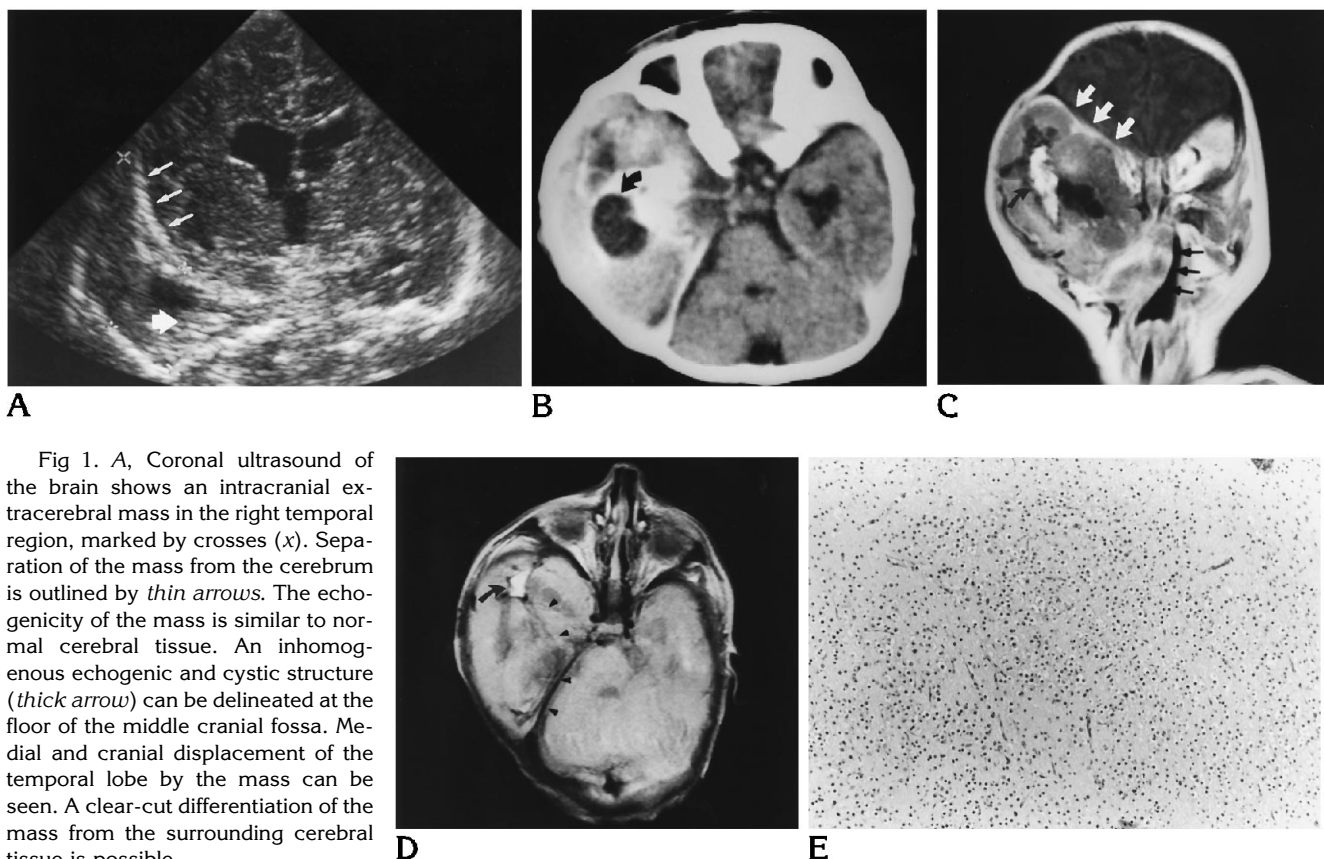 A
B
C
Fig 1. A, Coronal ultrasound of
the brain shows an intracranial ex-
tracerebral mass in the right temporal
region, marked by crosses (x). Sepa-
ration of the mass from the cerebrum
is outlined by thin arrows. The echo-
genicity of the mass is similar to nor-
mal cerebral tissue. An inhomog-
enous echogenic and cystic structure
(thick arrow) can be delineated at the
floor of the middle cranial fossa. Me-
dial and cranial displacement of the
temporal lobe by the mass can be
seen. A clear-cut differentiation of the
mass from the surrounding cerebral
tissue is possible
D
E